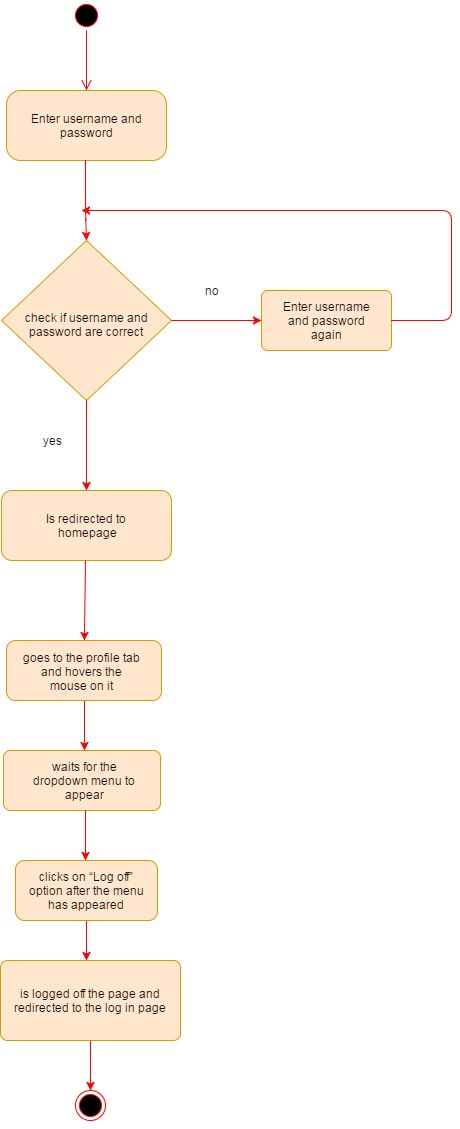 Enter username and
password
check if username and
password are correct
no
Enter username
and password
again
yes
Is redirected to
homepage
goes to the profile tab
and hovers the
mouse on it
waits for the
dropdown menu to
appear
clicks on “Log off”
option after the menu
has appeared
is logged off the page and
redirected to the log in page